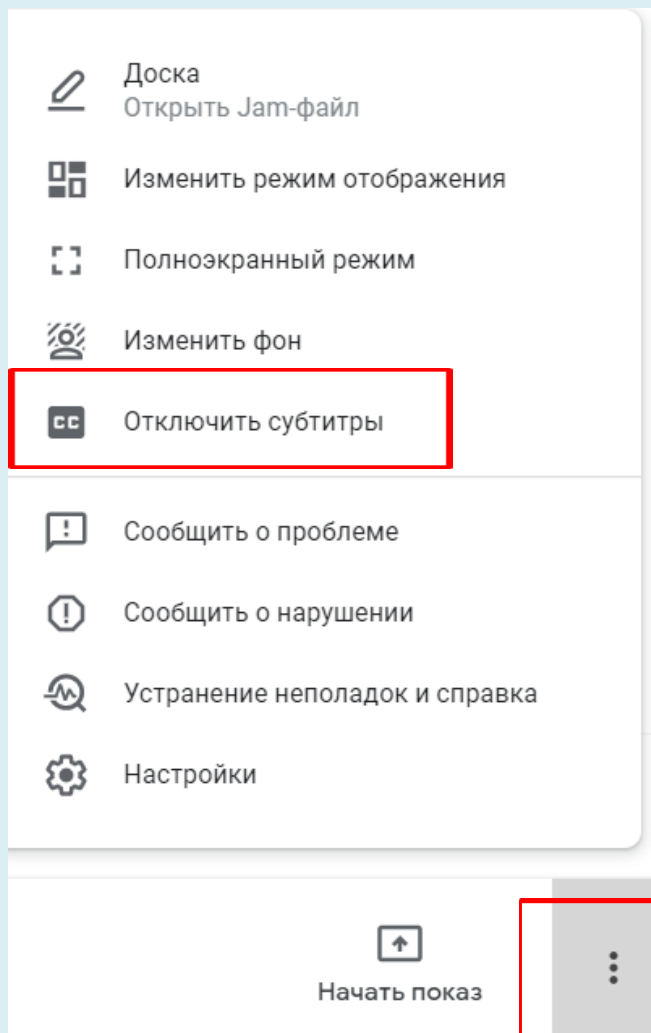 Доска
Открыть Jam-файл
Изменить режим отображения
Полноэкранный режим
Изменить фон
CC Отключить субтитры
Сообщить о проблеме
Сообщить о нарушении
Устранение неполадок и справка
Настройки
Начать показ